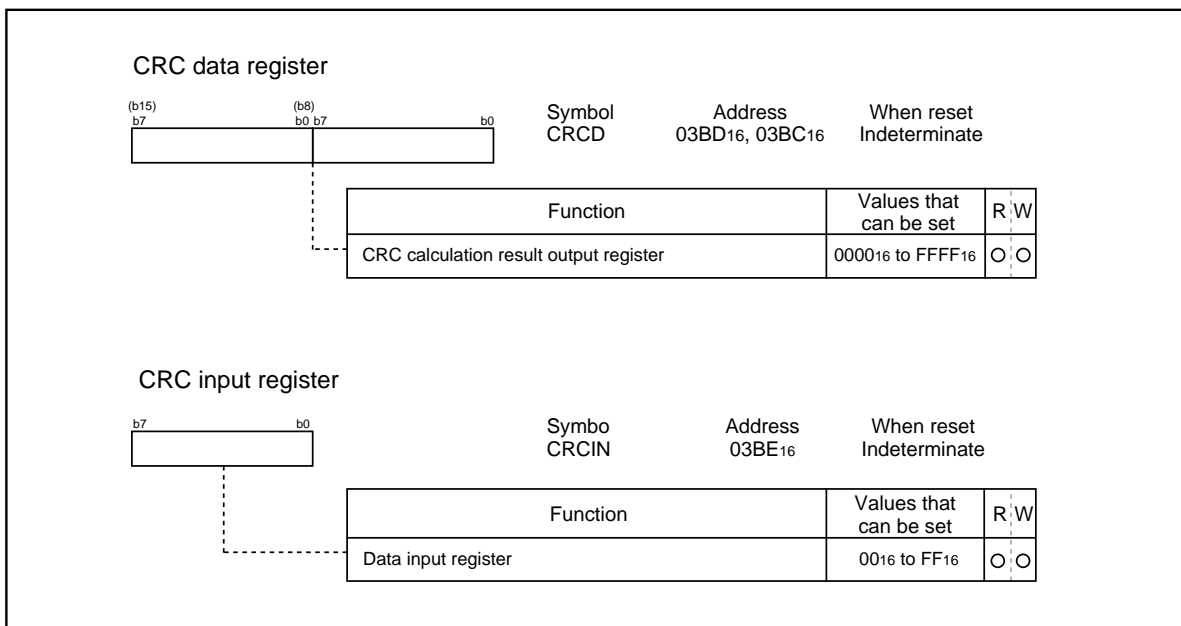 CRC data register
(b15) (b8)
b7 b0 b7 b0
Symbol Address When reset
CRCD 03BD16, 03BC16 Indeterminate
Function Values that can be set R W
CRC calculation result output register 000016 to FFFF16 O O
CRC input register
b7 b0
Symbo Address When reset
CRCIN 03BE16 Indeterminate
Function Values that can be set R W
Data input register 0016 to FF16 O O